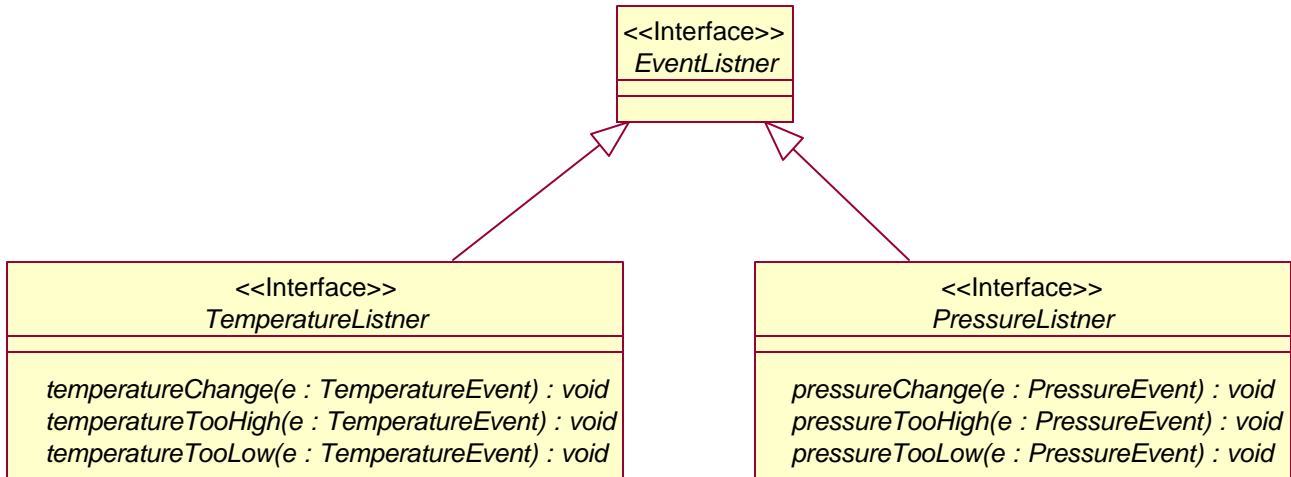 <<Interface>>
EventListner
<<Interface>>
TemperatureListner
temperatureChange(e : TemperatureEvent) : void
temperatureTooHigh(e : TemperatureEvent) : void
temperatureTooLow(e : TemperatureEvent) : void
<<Interface>>
PressureListner
pressureChange(e : PressureEvent) : void
pressureTooHigh(e : PressureEvent) : void
pressureTooLow(e : PressureEvent) : void